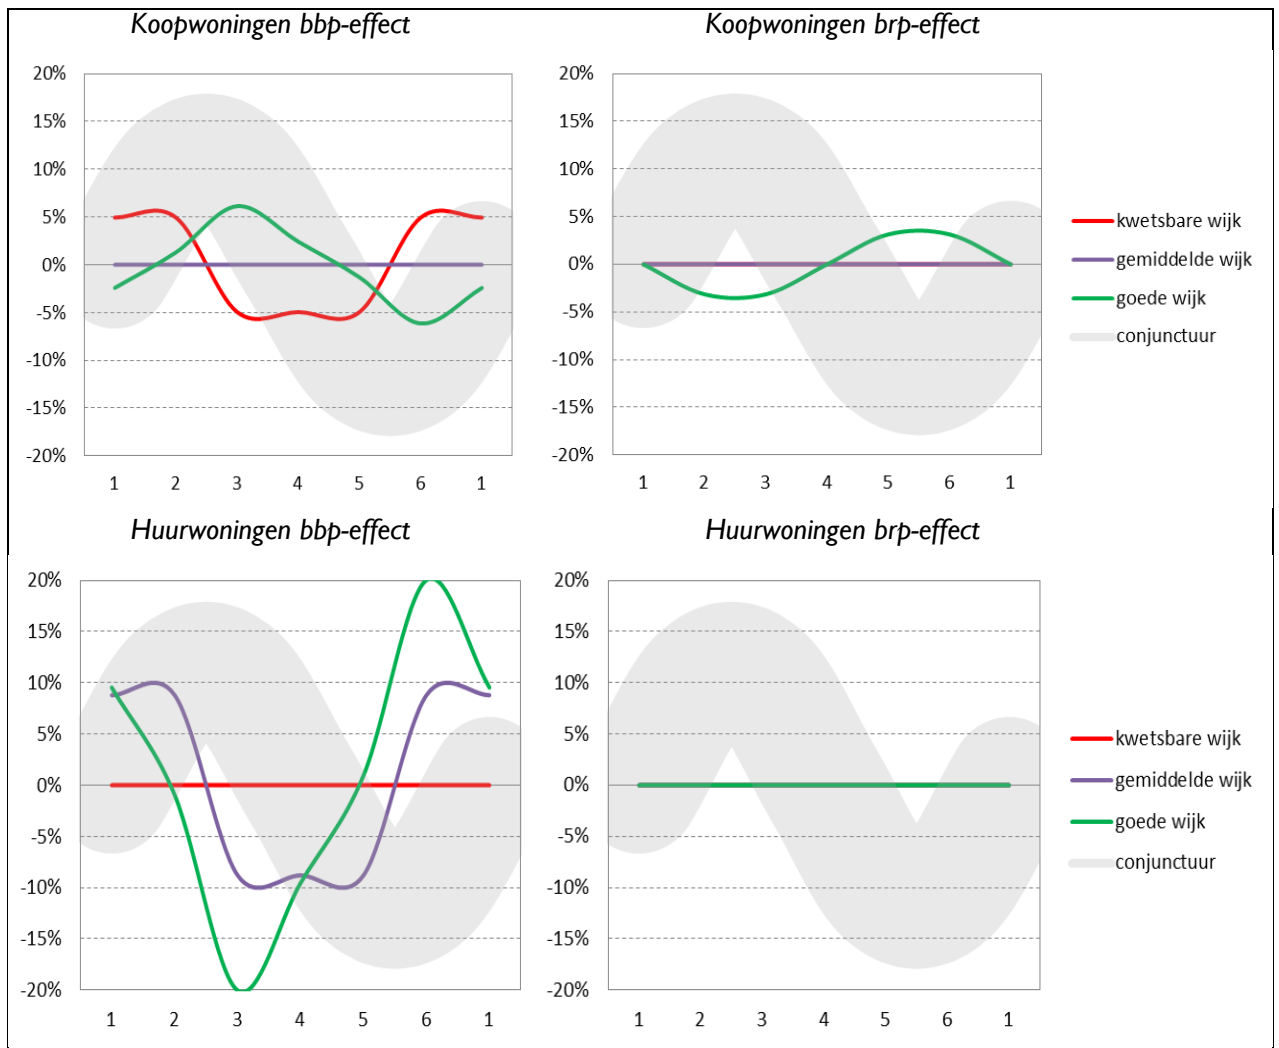 Koopwoningen bbp-effect
Koopwoningen brp-effect
20%
15%
10%
5%
0%
-5%
-10%
-15%
-20%
1 2 3 4 5 6 1
20%
15%
10%
5%
0%
-5%
-10%
-15%
-20%
1 2 3 4 5 6 1
kwetsbare wijk
gemiddelde wijk
goede wijk
conjunctuur
Huurwoningen bbp-effect
Huurwoningen brp-effect
20%
15%
10%
5%
0%
-5%
-10%
-15%
-20%
1 2 3 4 5 6 1
20%
15%
10%
5%
0%
-5%
-10%
-15%
-20%
1 2 3 4 5 6 1
kwetsbare wijk
gemiddelde wijk
goede wijk
conjunctuur